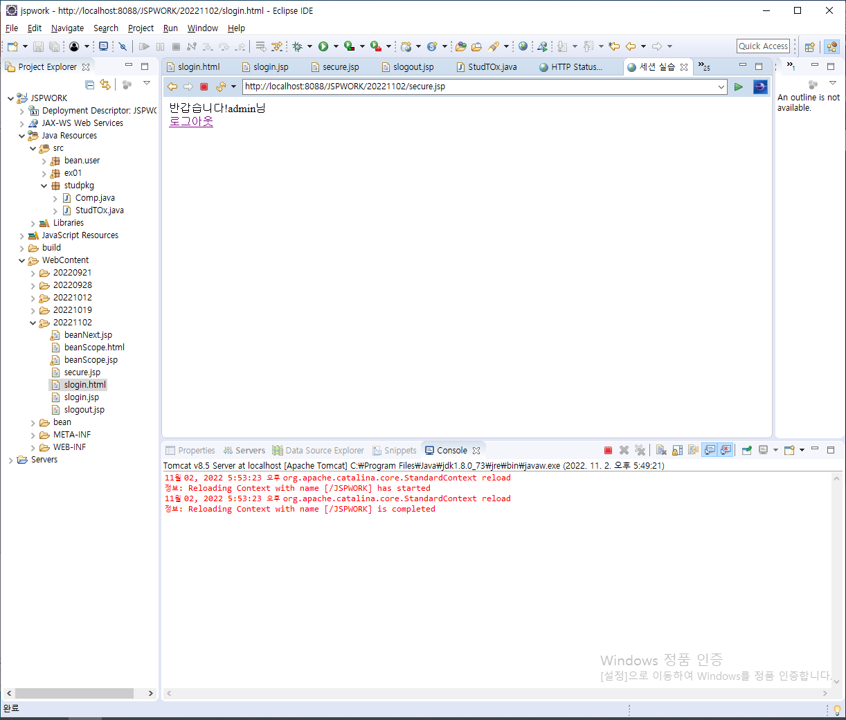 jspwork - http://localhost:8088/JSPWORK/20221102/slogin.html - Eclipse IDE
File Edit Navigate Search Project Run Window Help
Quick Access
Project Explorer
JSPWORK
Deployment Descriptor: JSPWO
JAX-WS Web Services
Java Resources
src
bean.user
ex01
studpkg
Comp.java
StudTOx.java
Libraries
JavaScript Resources
build
WebContent
20220921
20220928
20221012
20221019
20221102
beanNext.jsp
beanScope.html
beanScope.jsp
secure.jsp
slogin.html
slogin.jsp
slogout.jsp
bean
META-INF
WEB-INF
Servers
slogin.html slogin.jsp secure.jsp slogout.jsp StudTOx.java HTTP Status... 세션 실습 »25
http://localhost:8088/JSPWORK/20221102/secure.jsp
반갑습니다!admin님
로그아웃
»1
An outline is not
available.
Properties Servers Data Source Explorer Snippets Console
Tomcat v8.5 Server at localhost [Apache Tomcat] C:₩Program Files₩Java₩jdk1.8.0_73₩jre₩bin₩javaw.exe (2022. 11. 2. 오후 5:49:21)
11월 02, 2022 5:53:23 오후 org.apache.catalina.core.StandardContext reload
정보: Reloading Context with name [/JSPWORK] has started
11월 02, 2022 5:53:23 오후 org.apache.catalina.core.StandardContext reload
정보: Reloading Context with name [/JSPWORK] is completed
Windows 정품 인증
[설정]으로 이동하여 Windows를 정품 인증합니다.
완료